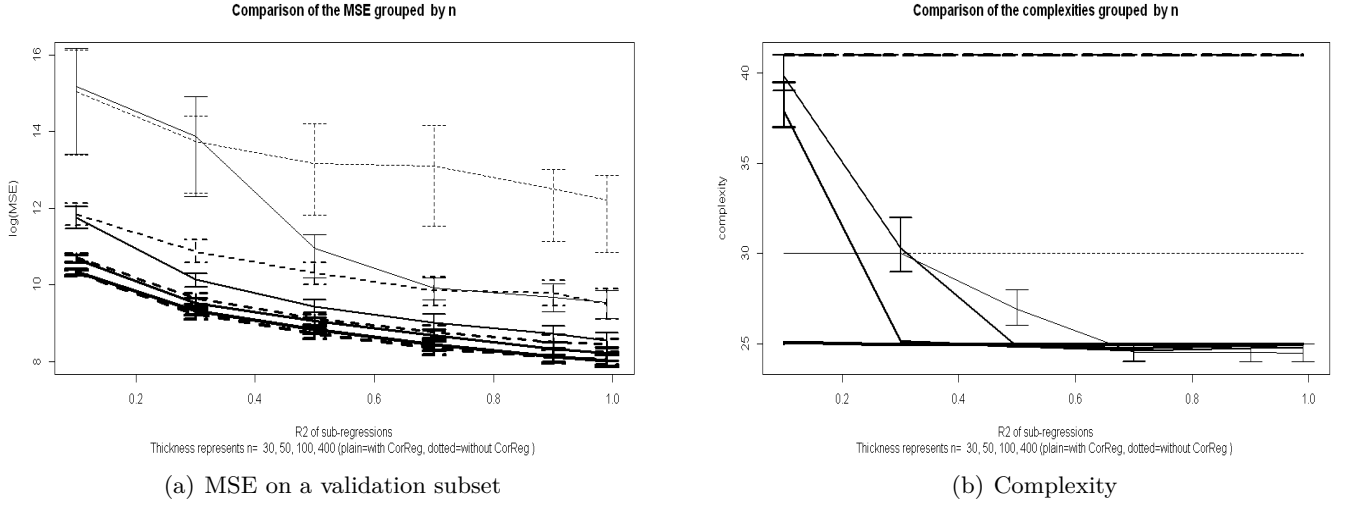 Comparison of the MSE grouped by n
log(MSE)
16
14
12
10
8
0.2 0.4 0.6 0.8 1.0
R2 of sub-regressions
Thickness represents n= 30, 50, 100, 400 (plain=with CorReg, dotted=without CorReg )
(a) MSE on a validation subset
Comparison of the complexities grouped by n
complexity
40
35
30
25
0.2 0.4 0.6 0.8 1.0
R2 of sub-regressions
Thickness represents n= 30, 50, 100, 400 (plain=with CorReg, dotted=without CorReg )
(b) Complexity